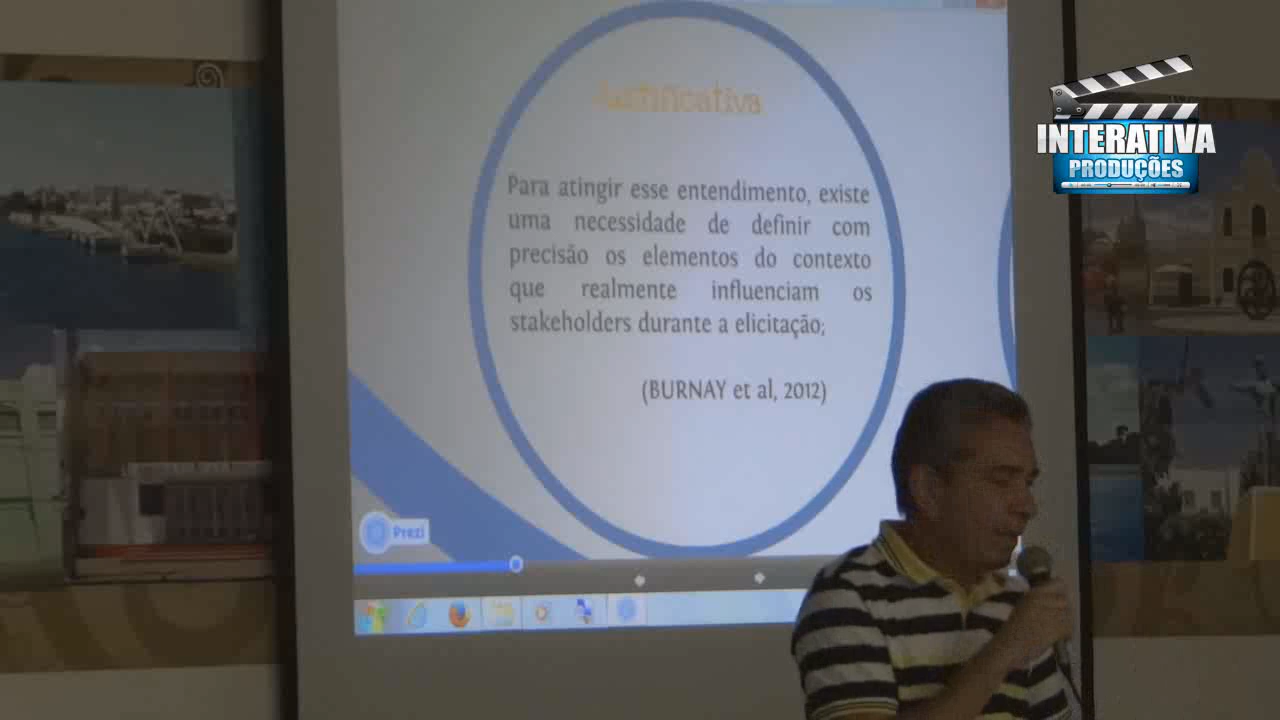 Justificativa
INTERATIVA
PRODUÇÕES
Para atingir esse entendimento, existe
uma necessidade de definir com
precisão os elementos do contexto
que realmente influenciam os
stakeholders durante a elicitação;
(BURNAY et al, 2012)
Prezi